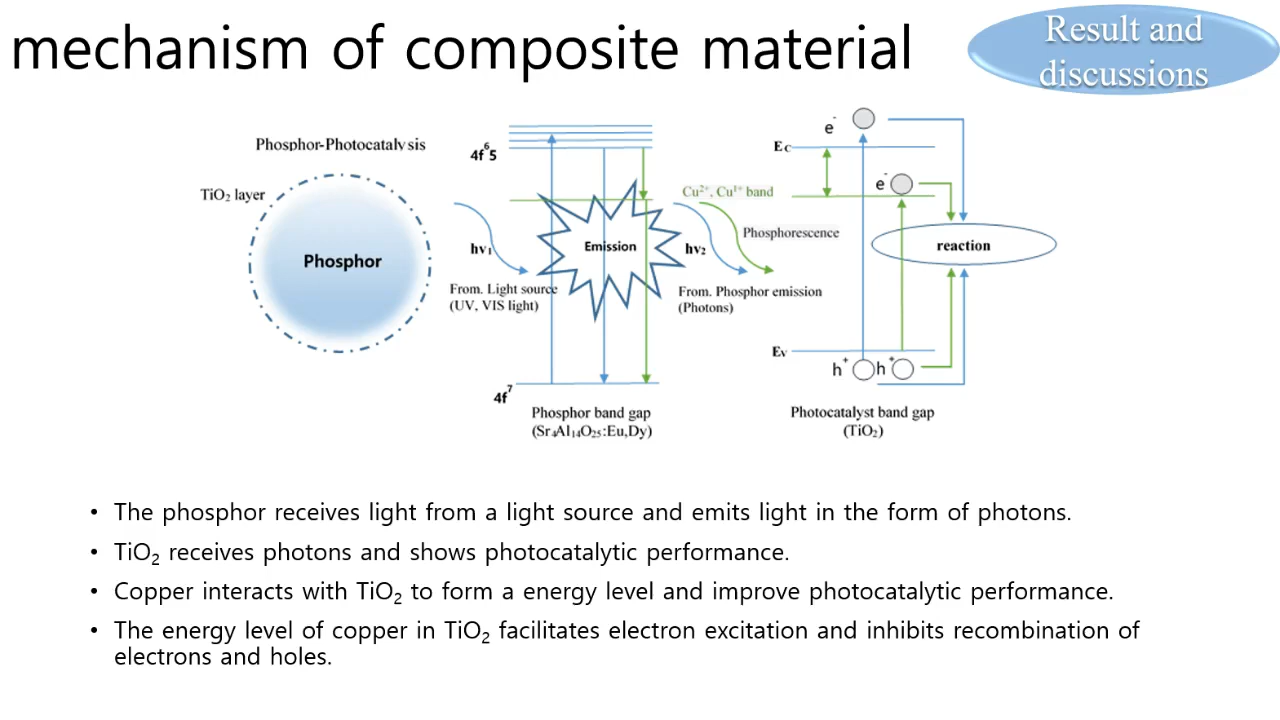 mechanism of composite material
Result and
discussions
Phosphor-Photocatalysis
TiO2 layer
Phosphor
4f⁶5
hv1
From. Light source
(UV, VIS light)
Emission
4f⁷
Phosphor band gap
(Sr4Al14O25:Eu,Dy)
Cu²⁺, Cu¹⁺ band
hv2
Phosphorescence
From. Phosphor emission
(Photons)
e⁻
EC
e⁻
reaction
EV
h⁺ h⁺
Photocatalyst band gap
(TiO2)
• The phosphor receives light from a light source and emits light in the form of photons.
• TiO2 receives photons and shows photocatalytic performance.
• Copper interacts with TiO2 to form a energy level and improve photocatalytic performance.
• The energy level of copper in TiO2 facilitates electron excitation and inhibits recombination of
electrons and holes.